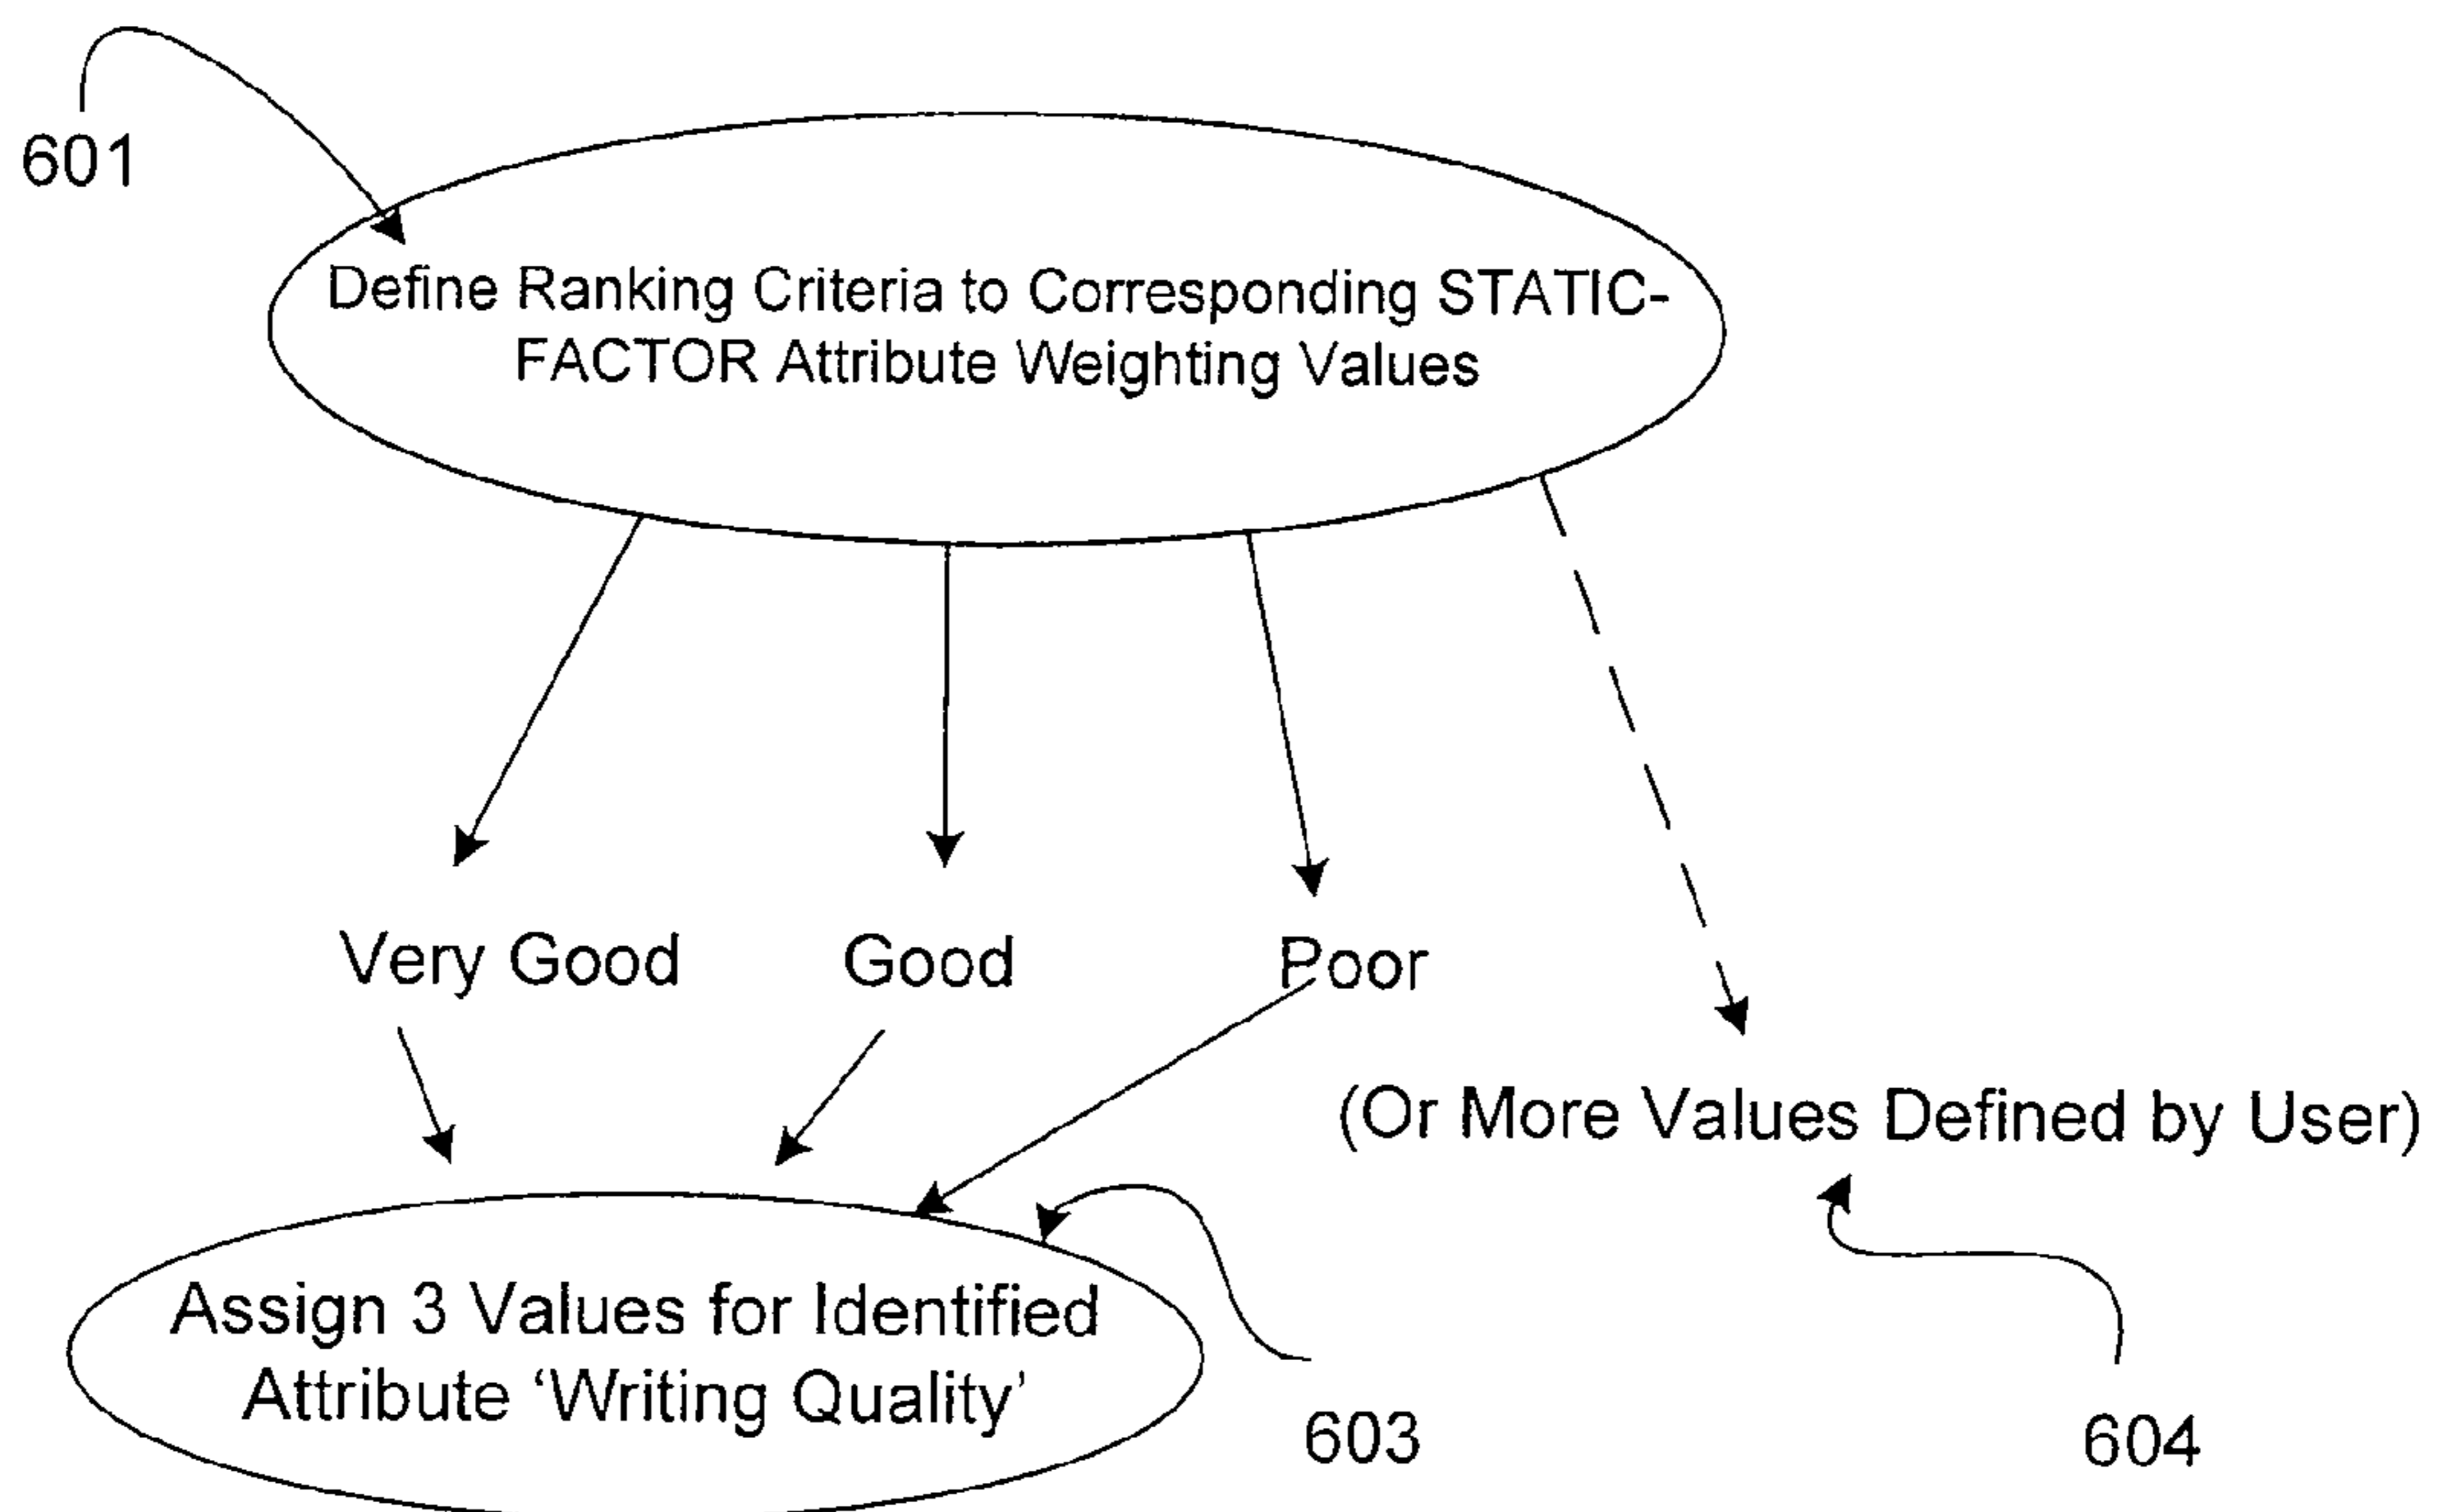 601
Define Ranking Criteria to Corresponding STATIC-
FACTOR Attribute Weighting Values
Very Good
Good
Poor
(Or More Values Defined by User)
Assign 3 Values for Identified
Attribute ‘Writing Quality’
603
604